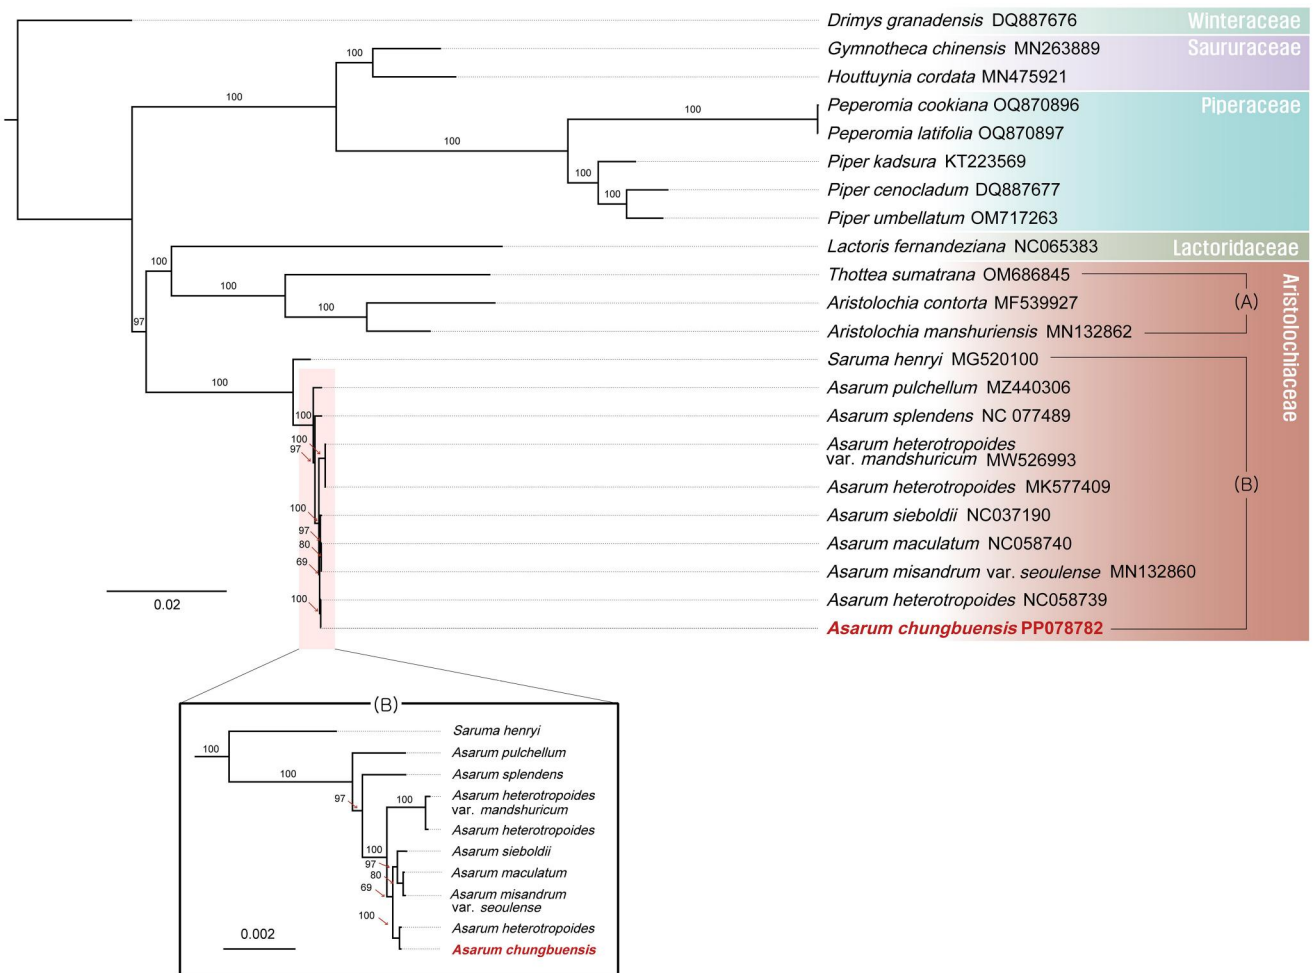 Drimys granadensis DQ887676 Winteraceae
100 Gymnotheca chinensis MN263889 Saururaceae
Houttuynia cordata MN475921
100 100 Peperomia cookiana OQ870896 Piperaceae
Peperomia latifolia OQ870897
100 Piper kadsura KT223569
100 Piper cenocladum DQ887677
100 Piper umbellatum OM717263
Lactoris fernandeziana NC065383 Lactoridaceae
100 Thottea sumatrana OM686845
100 Aristolochia contorta MF539927 (A)
100 Aristolochia manshuriensis MN132862
97 Saruma henryi MG520100
100 Asarum pulchellum MZ440306
Aristolochiaceae
100 Asarum splendens NC 077489
100 Asarum heterotropoides
97 var. mandshuricum MW526993
Asarum heterotropoides MK577409 (B)
100 Asarum sieboldii NC037190
97 Asarum maculatum NC058740
80
69 Asarum misandrum var. seoulense MN132860
100 Asarum heterotropoides NC058739
0.02
Asarum chungbuensis PP078782
(B)
Saruma henryi
100 Asarum pulchellum
100 Asarum splendens
97 100 Asarum heterotropoides
var. mandshuricum
Asarum heterotropoides
100 Asarum sieboldii
97
80 Asarum maculatum
69 Asarum misandrum
var. seoulense
100 Asarum heterotropoides
0.002 Asarum chungbuensis